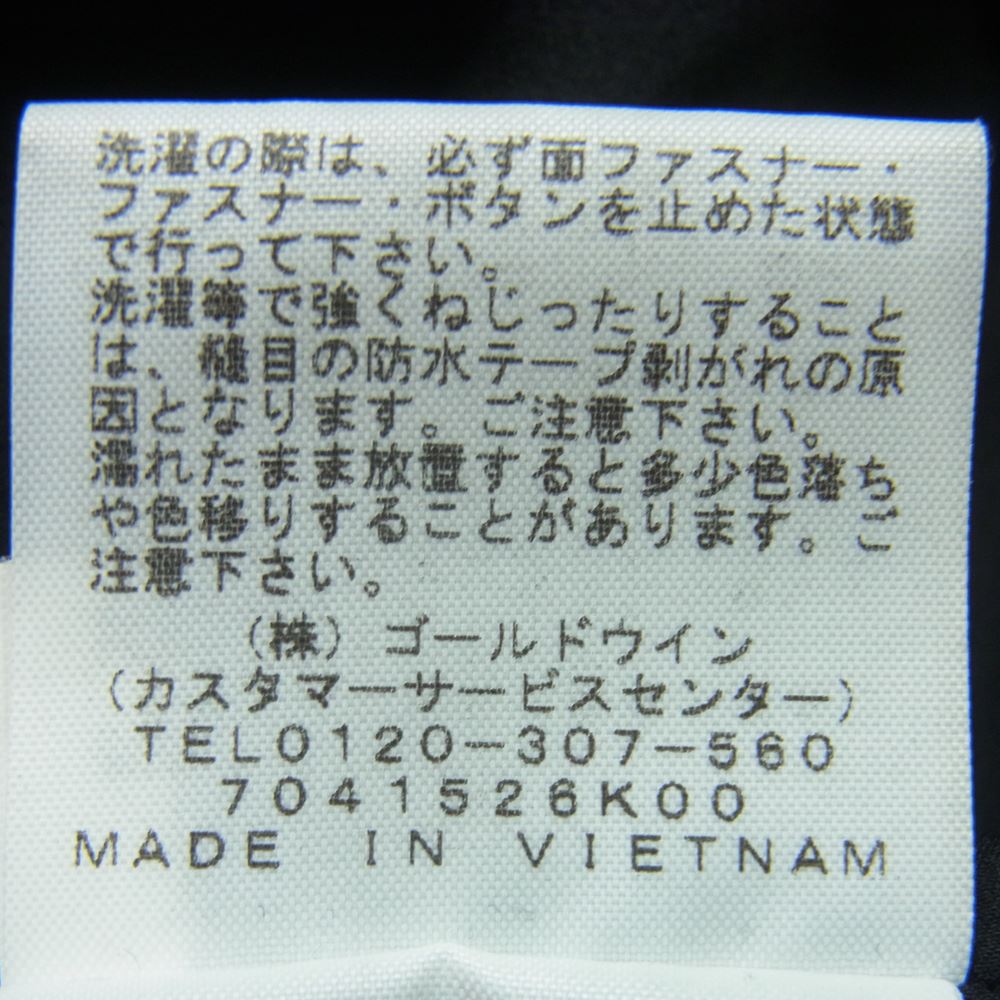 洗濯の際は、必ず面ファスナー・
ファスナー・ボタンを止めた状態
で行って下さい。
洗濯等で強くねじったりすること
は、縫目の防水テープ剥がれの原
因となります。ご注意下さい。
濡れたまま放置すると多少色落ち
や色移りすることがあります。ご
注意下さい。
(株)ゴールドウイン
(カスタマーサービスセンター)
TEL0120-307-560
7041526K00
MADE IN VIETNAM